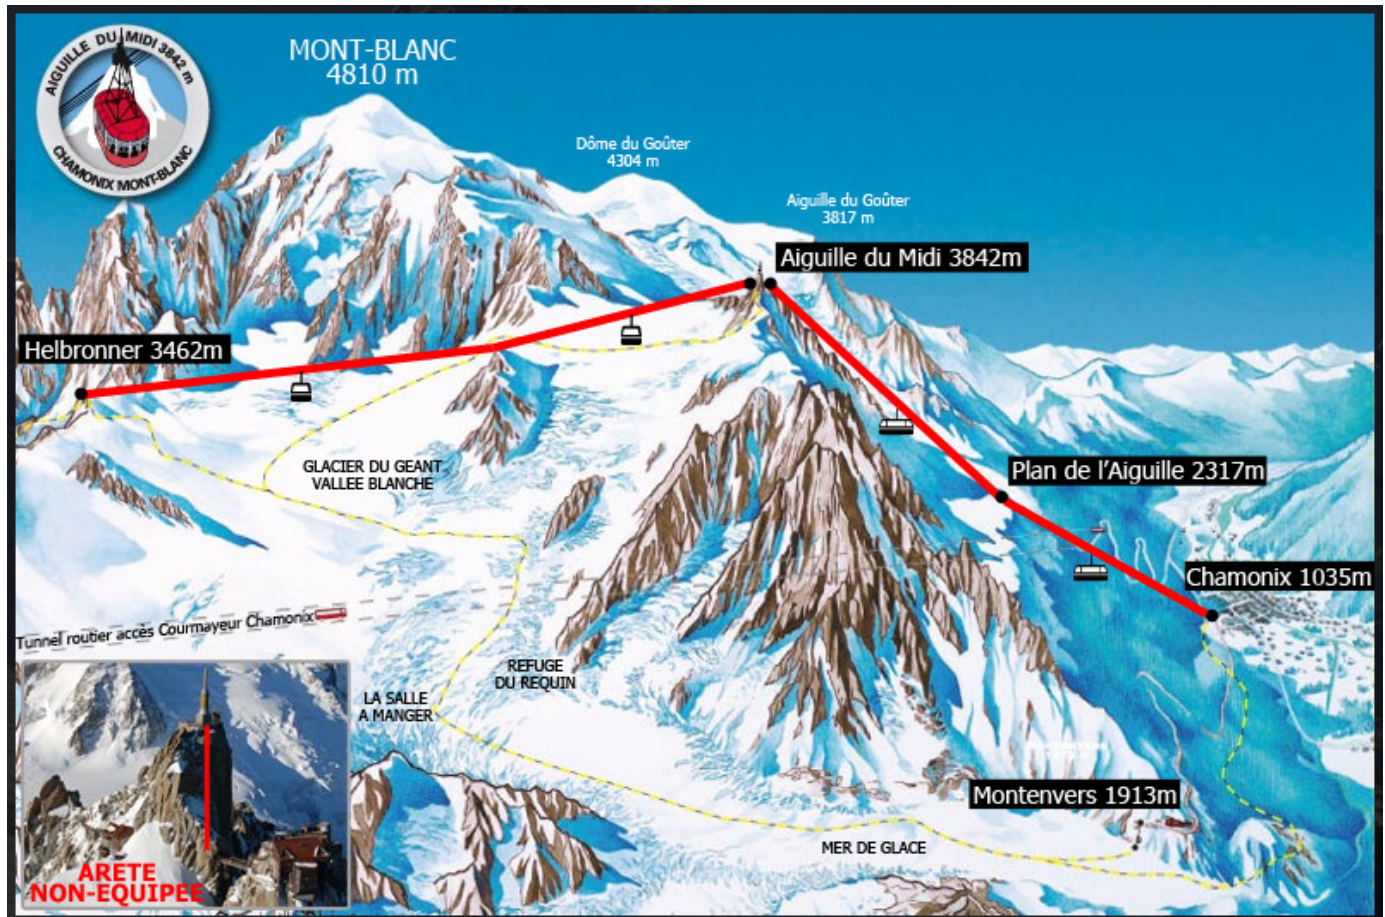 AIGUILLE DU MIDI 3842 m
CHAMONIX MONT-BLANC
MONT-BLANC
4810 m
Dôme du Goûter
4304 m
Aiguille du Goûter
3817 m
Aiguille du Midi 3842m
Helbronner 3462m
GLACIER DU GEANT
VALLEE BLANCHE
Plan de l'Aiguille 2317m
Chamonix 1035m
Tunnel routier accès Courmayeur Chamonix
REFUGE
DU REQUIN
LA SALLE
A MANGER
Montenvers 1913m
MER DE GLACE
ARETE
NON-EQUIPEE